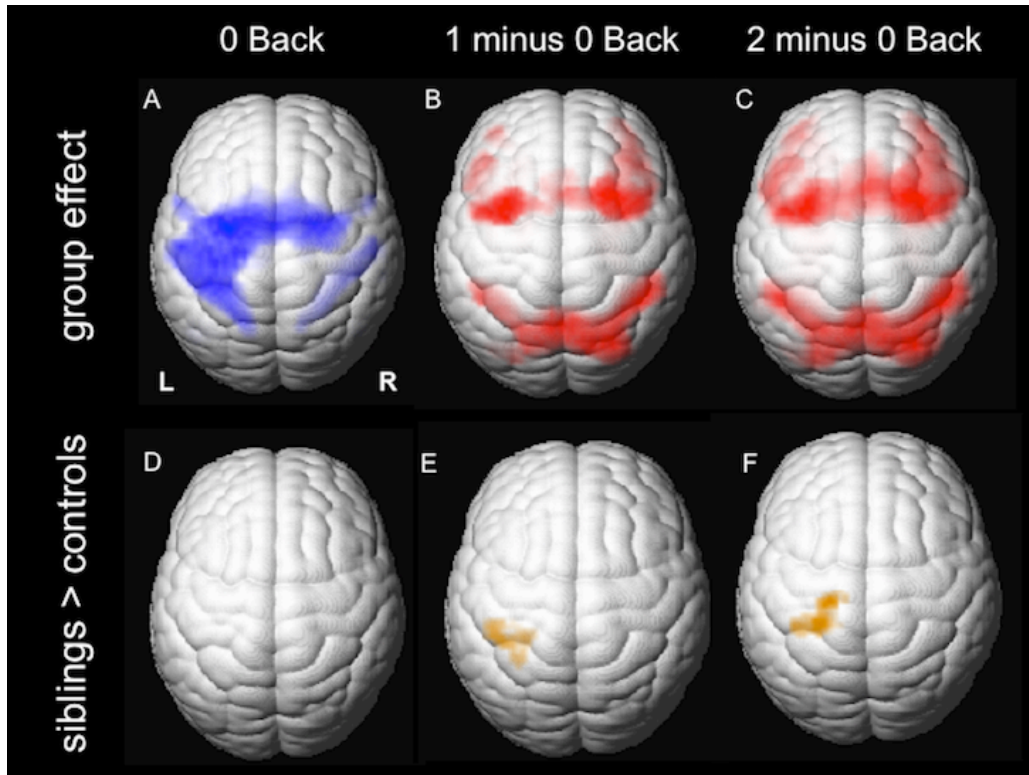 0 Back
1 minus 0 Back
2 minus 0 Back
group effect
A
B
C
L
R
siblings > controls
D
E
F